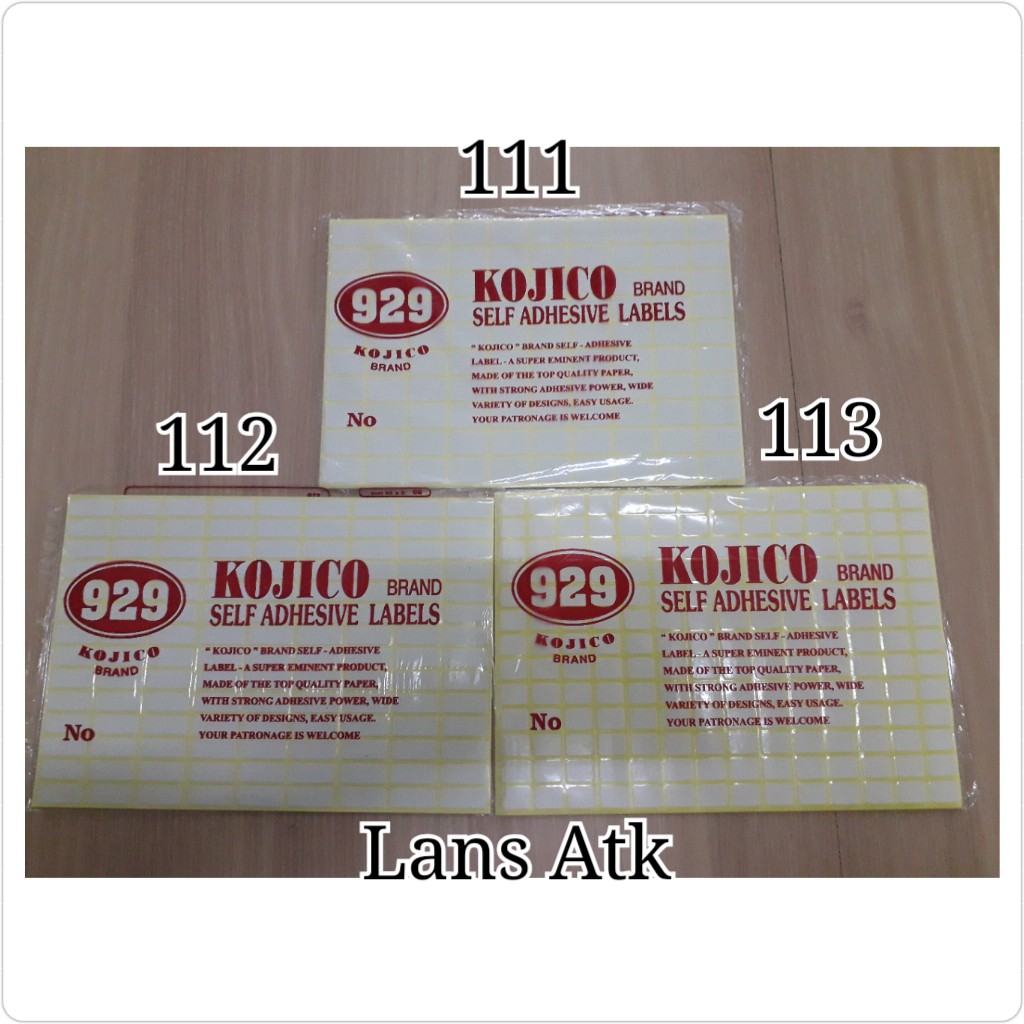 111
929
KOJICO
BRAND
KOJICO BRAND
SELF ADHESIVE LABELS
" KOJICO " BRAND SELF - ADHESIVE
LABEL - A SUPER EMINENT PRODUCT,
MADE OF THE TOP QUALITY PAPER,
WITH STRONG ADHESIVE POWER, WIDE
VARIETY OF DESIGNS, EASY USAGE.
YOUR PATRONAGE IS WELCOME
No
112
929
KOJICO
BRAND
KOJICO BRAND
SELF ADHESIVE LABELS
" KOJICO " BRAND SELF - ADHESIVE
LABEL - A SUPER EMINENT PRODUCT,
MADE OF THE TOP QUALITY PAPER,
WITH STRONG ADHESIVE POWER, WIDE
VARIETY OF DESIGNS, EASY USAGE.
YOUR PATRONAGE IS WELCOME
No
113
929
KOJICO
BRAND
KOJICO BRAND
SELF ADHESIVE LABELS
" KOJICO " BRAND SELF - ADHESIVE
LABEL - A SUPER EMINENT PRODUCT,
MADE OF THE TOP QUALITY PAPER,
WITH STRONG ADHESIVE POWER, WIDE
VARIETY OF DESIGNS, EASY USAGE.
YOUR PATRONAGE IS WELCOME
No
Lans Atk